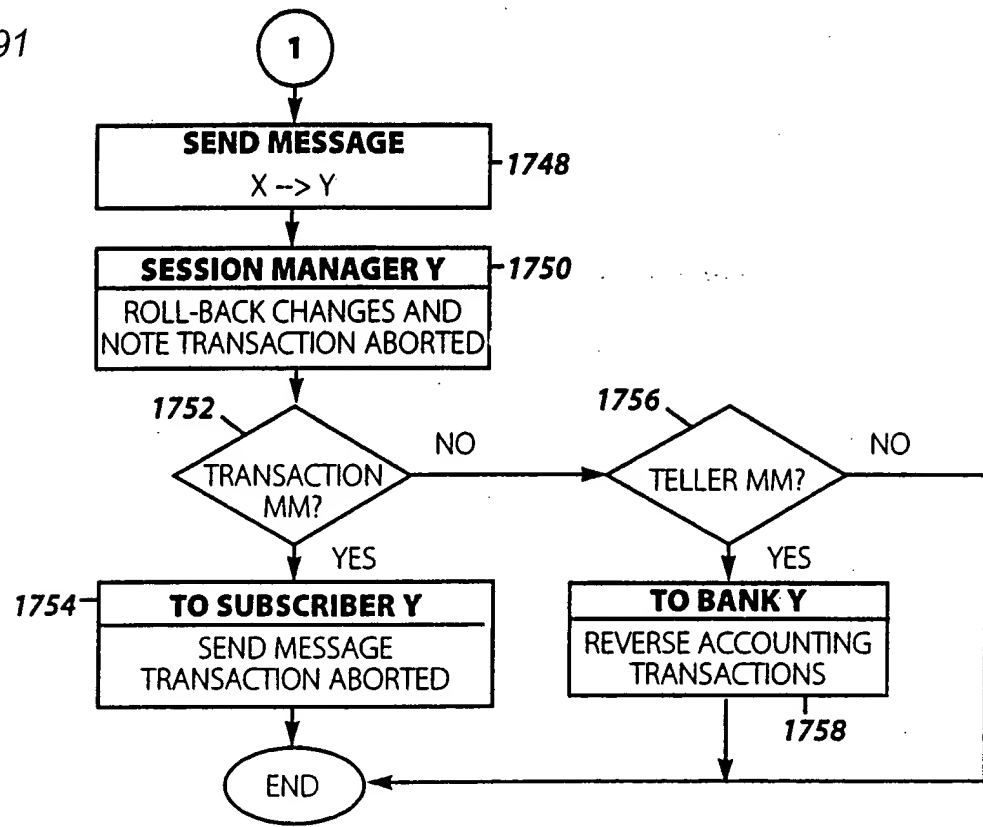 91
1
SEND MESSAGE
X --> Y
1748
SESSION MANAGER Y
1750
ROLL-BACK CHANGES AND
NOTE TRANSACTION ABORTED
1752
TRANSACTION
MM?
NO
1756
TELLER MM?
NO
YES
YES
1754
TO SUBSCRIBER Y
SEND MESSAGE
TRANSACTION ABORTED
TO BANK Y
REVERSE ACCOUNTING
TRANSACTIONS
1758
END